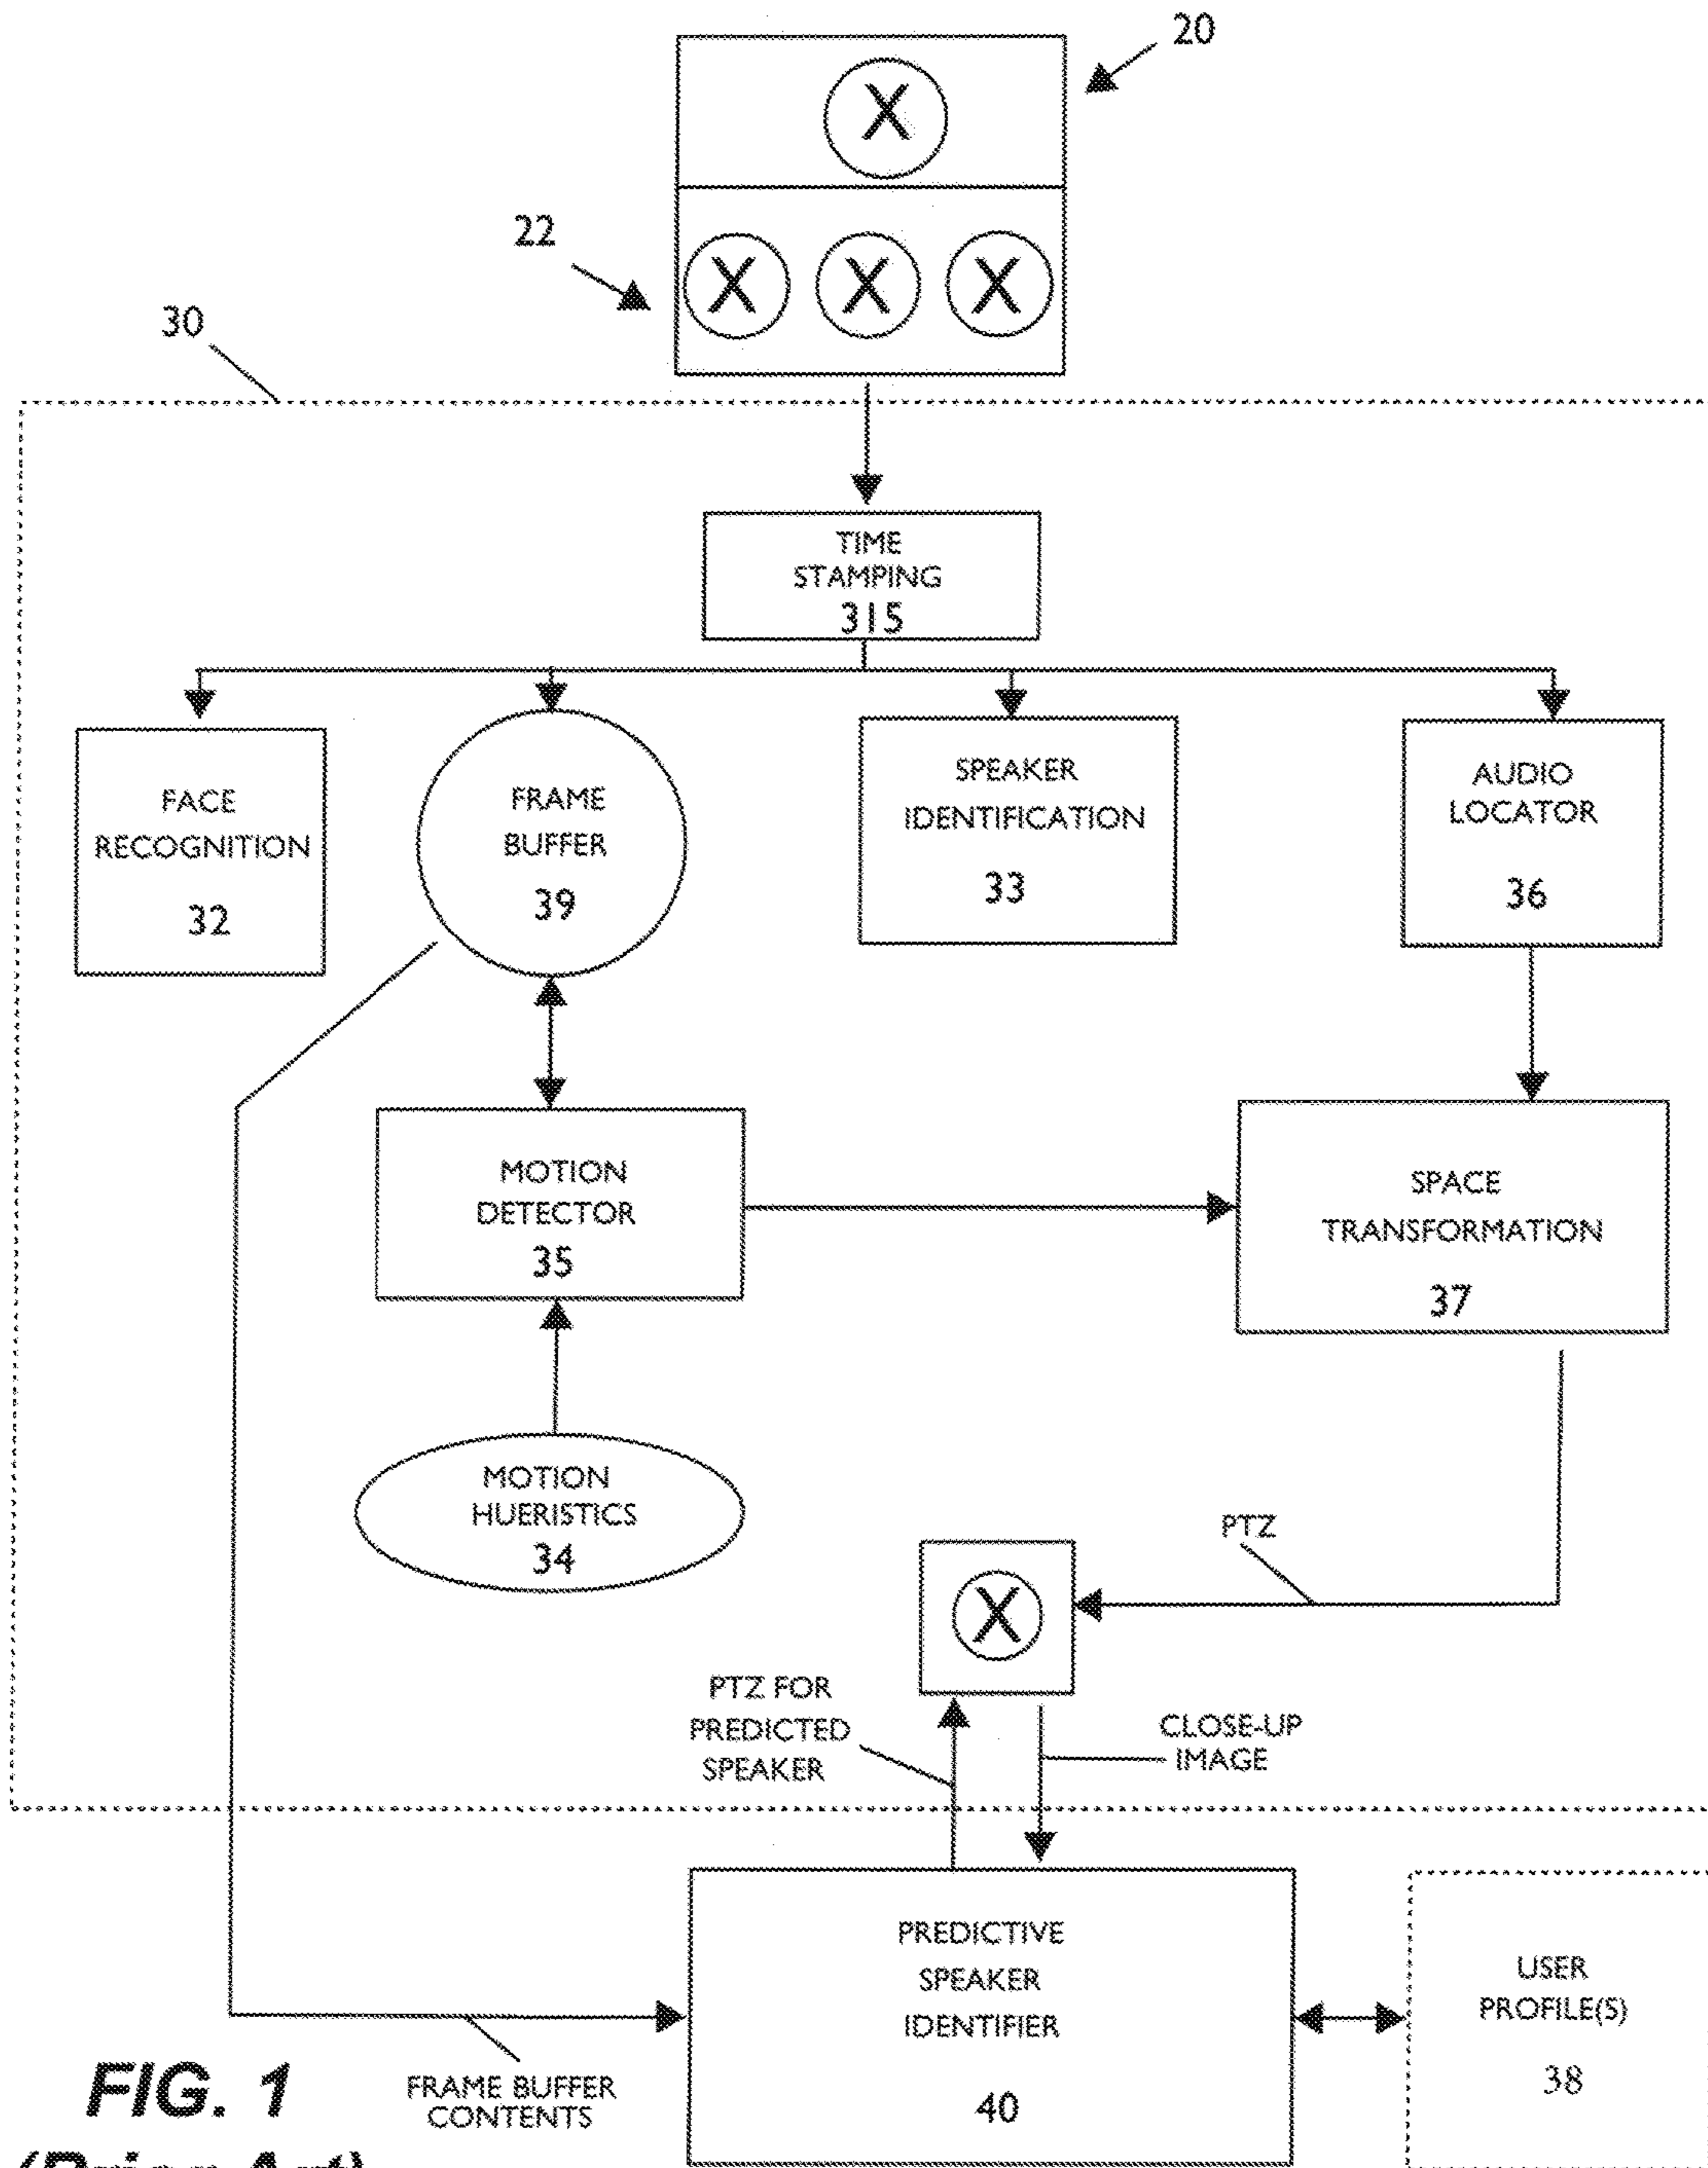 20
X
22
X X X
30
TIME
STAMPING
315
FACE
RECOGNITION
32
FRAME
BUFFER
39
SPEAKER
IDENTIFICATION
33
AUDIO
LOCATOR
36
MOTION
DETECTOR
35
SPACE
TRANSFORMATION
37
MOTION
HUERISTICS
34
PTZ
X
PTZ FOR
PREDICTED
SPEAKER
CLOSE-UP
IMAGE
PREDICTIVE
SPEAKER
IDENTIFIER
40
USER
PROFILE(S)
38
FRAME BUFFER
CONTENTS
FIG. 1
(Prior Art)